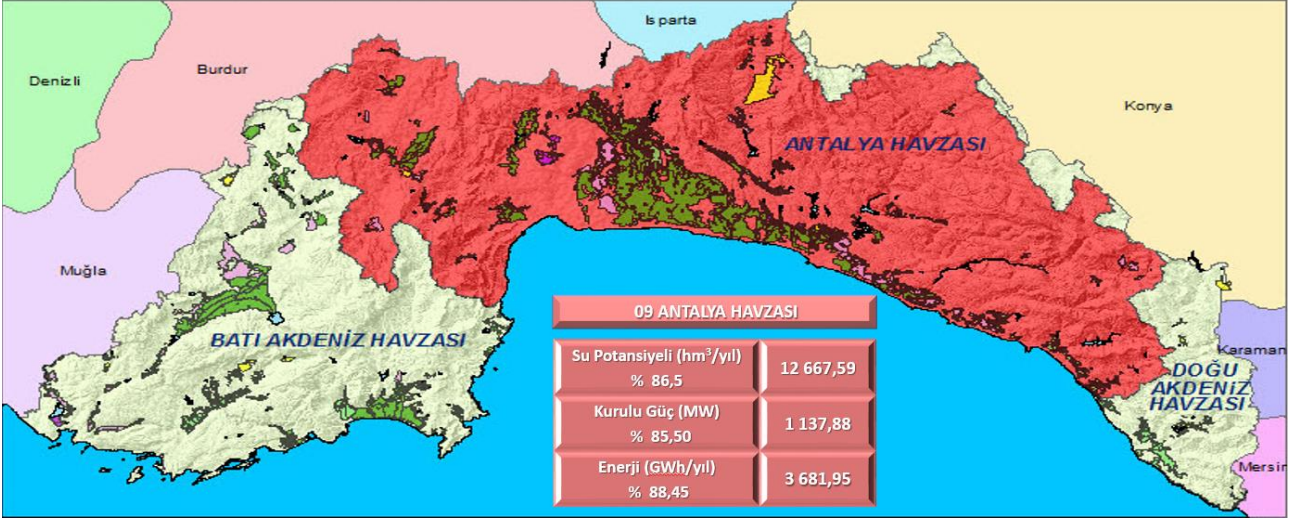 Isparta
Denizli
Burdur
Konya
ANTALYA HAVZASI
Muğla
BATI AKDENİZ HAVZASI
09 ANTALYA HAVZASI
Su Potansiyeli (hm³/yıl)
% 86,5
12 667,59
Kurulu Güç (MW)
% 85,50
1 137,88
Enerji (GWh/yıl)
% 88,45
3 681,95
Karaman
DOĞU
AKDENİZ
HAVZASI
Mersin